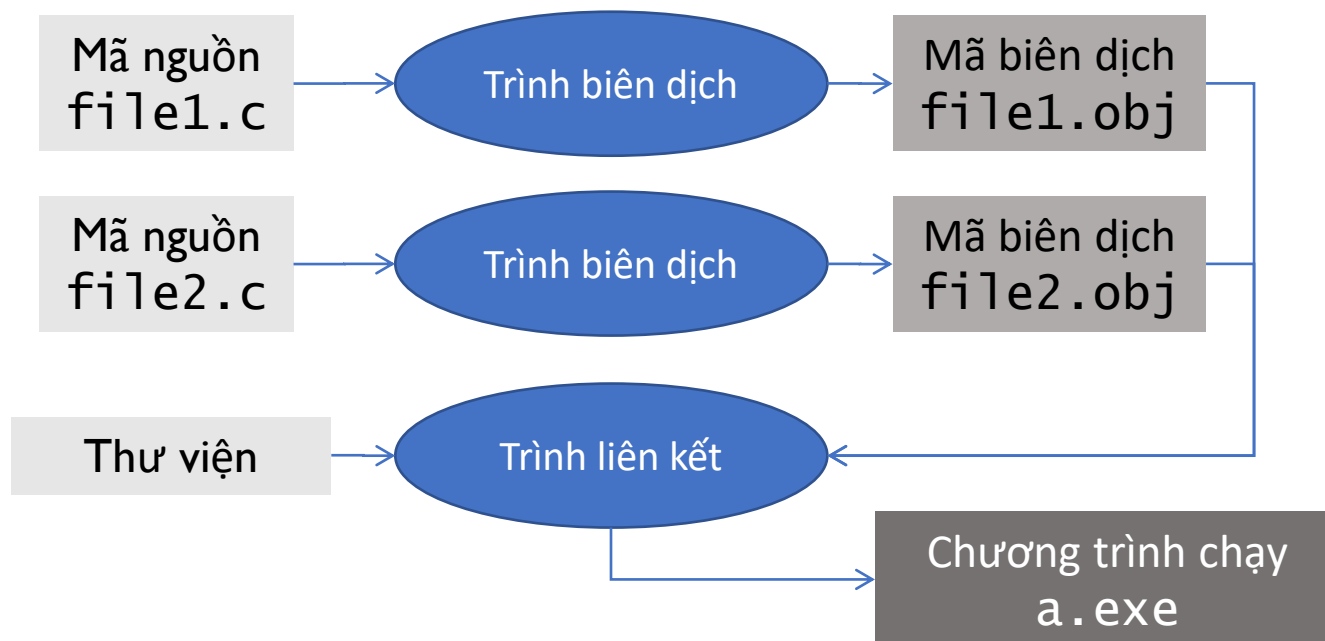 Mã nguồn
file1.c
Trình biên dịch
Mã biên dịch
file1.obj
Mã nguồn
file2.c
Trình biên dịch
Mã biên dịch
file2.obj
Thư viện
Trình liên kết
Chương trình chạy
a.exe